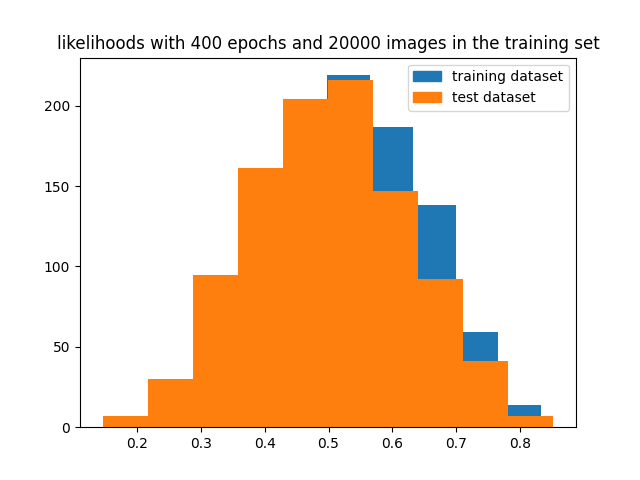 likelihoods with 400 epochs and 20000 images in the training set
training dataset
test dataset
200
150
100
50
0
0.2 0.3 0.4 0.5 0.6 0.7 0.8